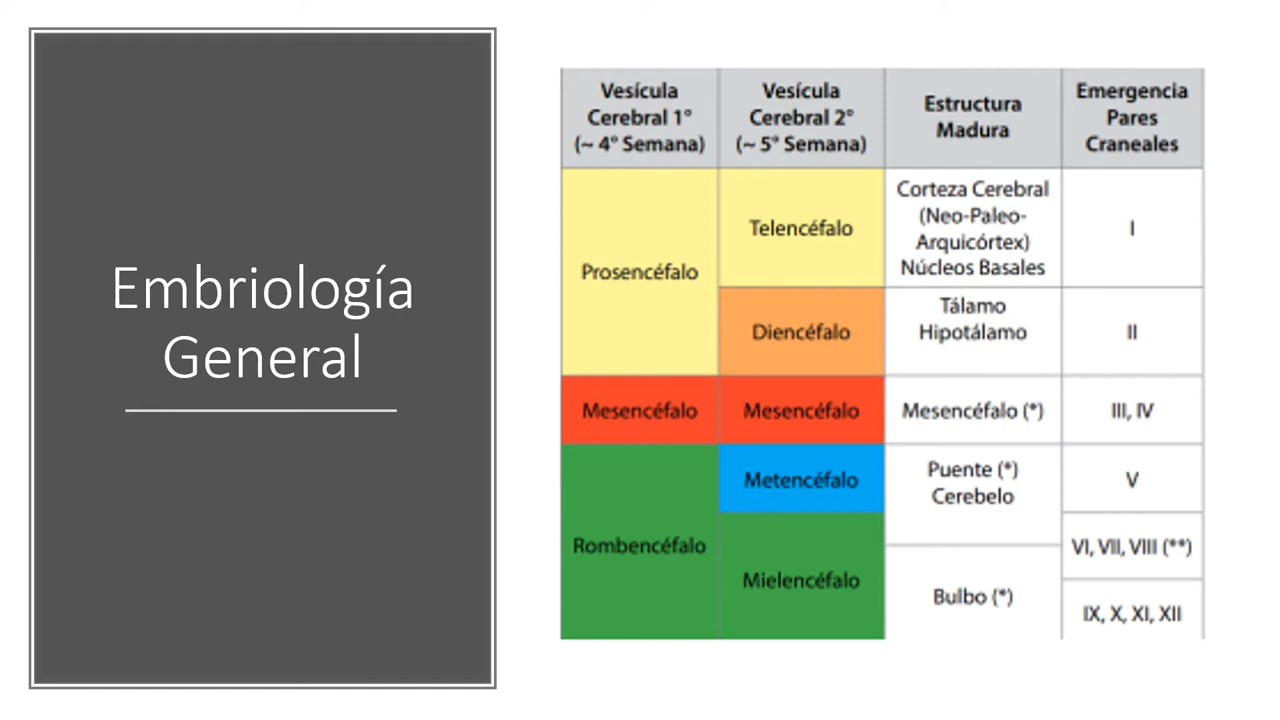 Embriología
General
Vesícula
Cerebral 1°
(~ 4° Semana)
Vesícula
Cerebral 2°
(~ 5° Semana)
Estructura
Madura
Emergencia
Pares
Craneales
Prosencéfalo
Telencéfalo
Corteza Cerebral
(Neo-Paleo-
Arquicórtex)
Núcleos Basales
I
Diencéfalo
Tálamo
Hipotálamo
II
Mesencéfalo
Mesencéfalo
Mesencéfalo (*)
III, IV
Rombencéfalo
Metencéfalo
Puente (*)
Cerebelo
V
VI, VII, VIII (**)
Mielencéfalo
Bulbo (*)
IX, X, XI, XII